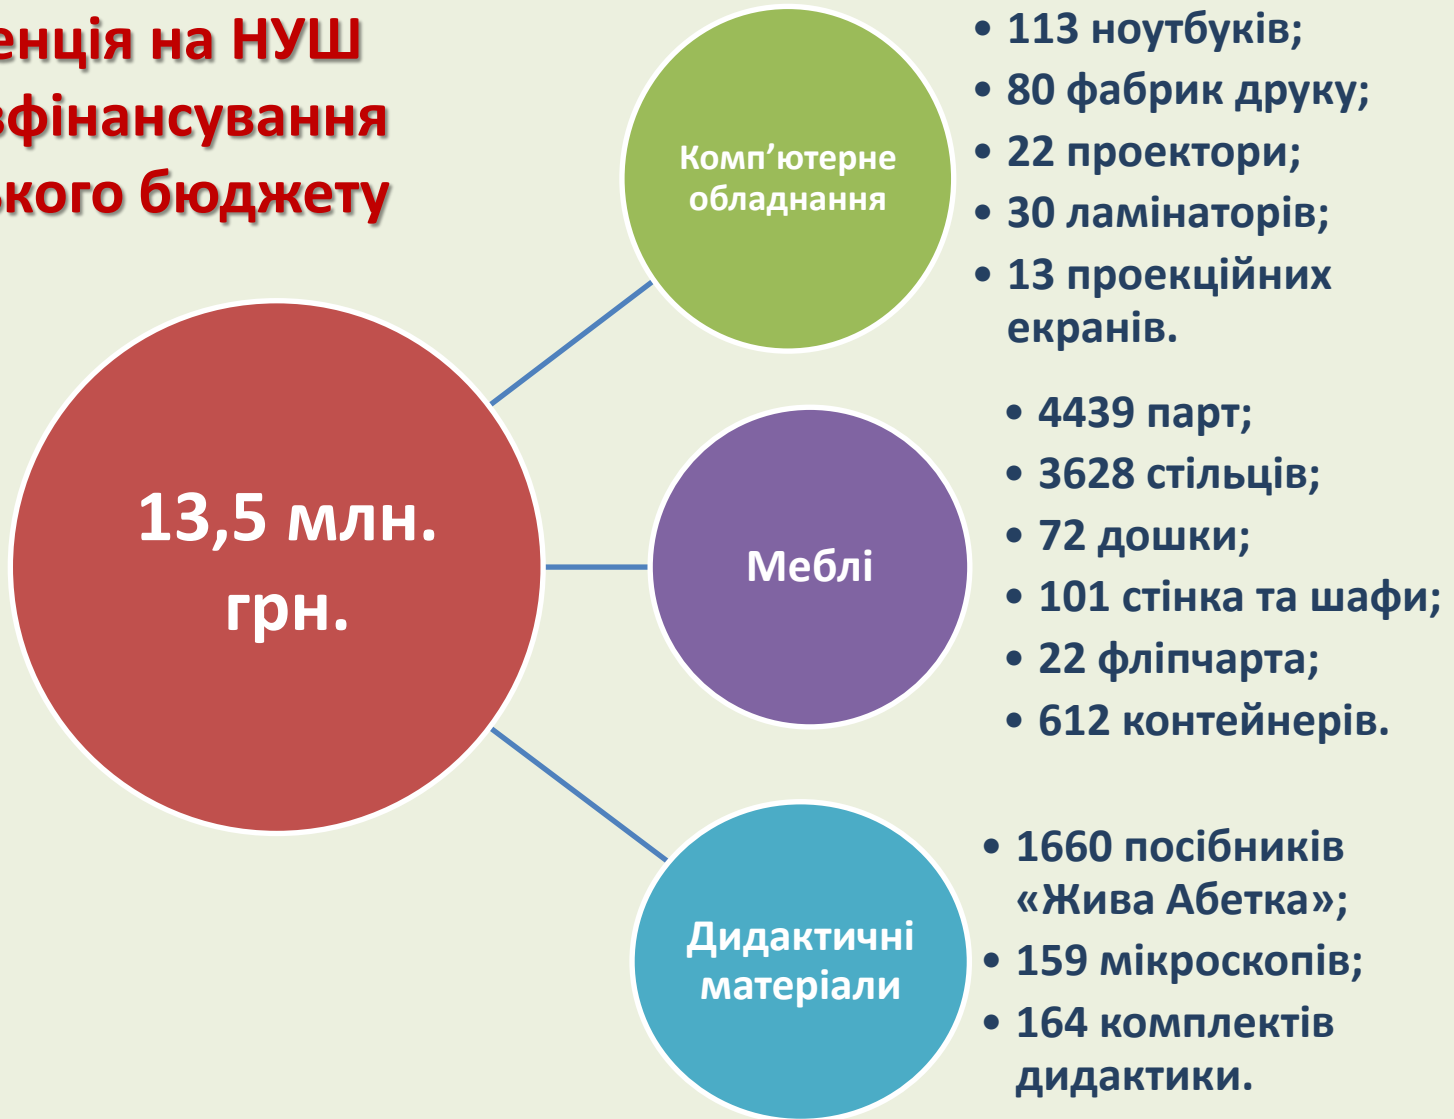 енція на НУШ
вфінансування
ького бюджету
13,5 млн.
грн.
Комп’ютерне
обладнання
• 113 ноутбуків;
• 80 фабрик друку;
• 22 проектори;
• 30 ламінаторів;
• 13 проекційних
екранів.
Меблі
• 4439 парт;
• 3628 стільців;
• 72 дошки;
• 101 стінка та шафи;
• 22 фліпчарта;
• 612 контейнерів.
Дидактичні
матеріали
• 1660 посібників
«Жива Абетка»;
• 159 мікроскопів;
• 164 комплектів
дидактики.